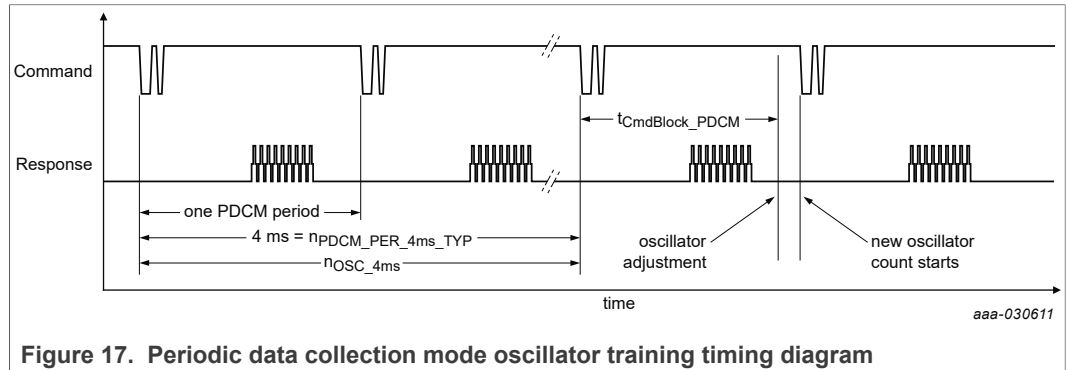 Command
tCmdBlock_PDCM
Response
one PDCM period
4 ms = nPDCM_PER_4ms_TYP
nOSC_4ms
oscillator
adjustment
new oscillator
count starts
time
aaa-030611
Figure 17. Periodic data collection mode oscillator training timing diagram